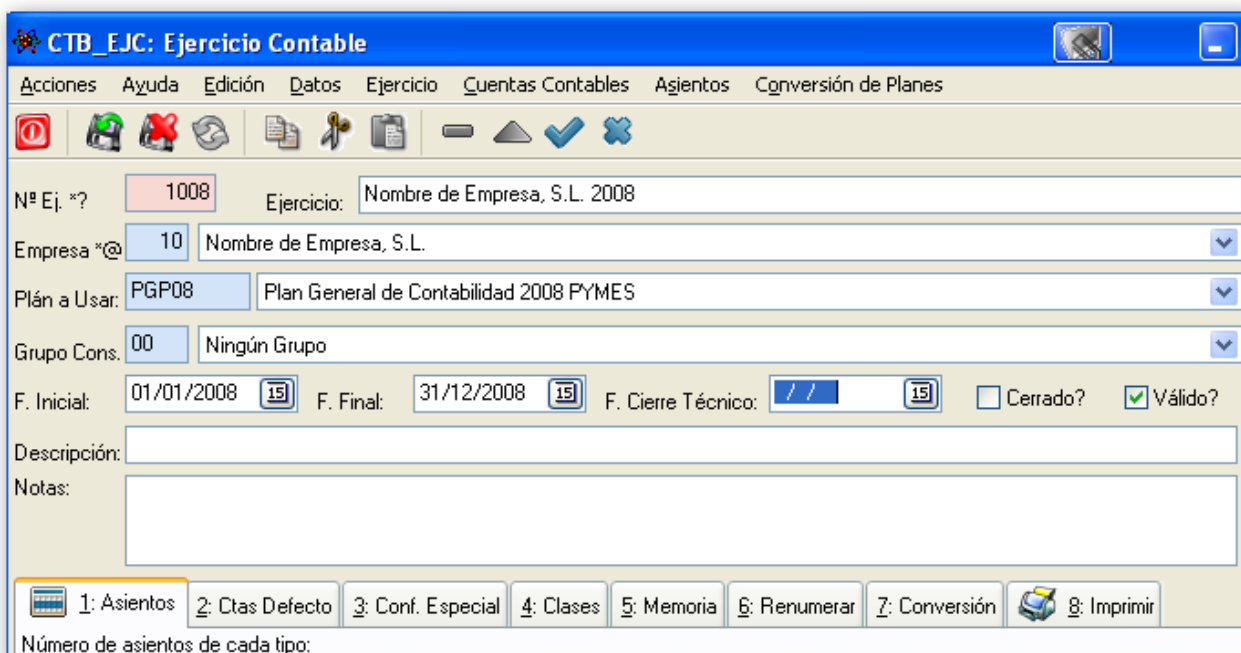 CTB_EJC: Ejercicio Contable
Acciones Ayuda Edición Datos Ejercicio Cuentas Contables Asientos Conversión de Planes
Nº Ej. *? 1008 Ejercicio: Nombre de Empresa, S.L. 2008
Empresa *@ 10 Nombre de Empresa, S.L.
Plán a Usar: PGP08 Plan General de Contabilidad 2008 PYMES
Grupo Cons. 00 Ningún Grupo
F. Inicial: 01/01/2008 15 F. Final: 31/12/2008 15 F. Cierre Técnico: / / 15 Cerrado? Válido?
Descripción:
Notas:
1: Asientos 2: Ctas Defecto 3: Conf. Especial 4: Clases 5: Memoria 6: Renumerar 7: Conversión 8: Imprimir
Número de asientos de cada tipo: